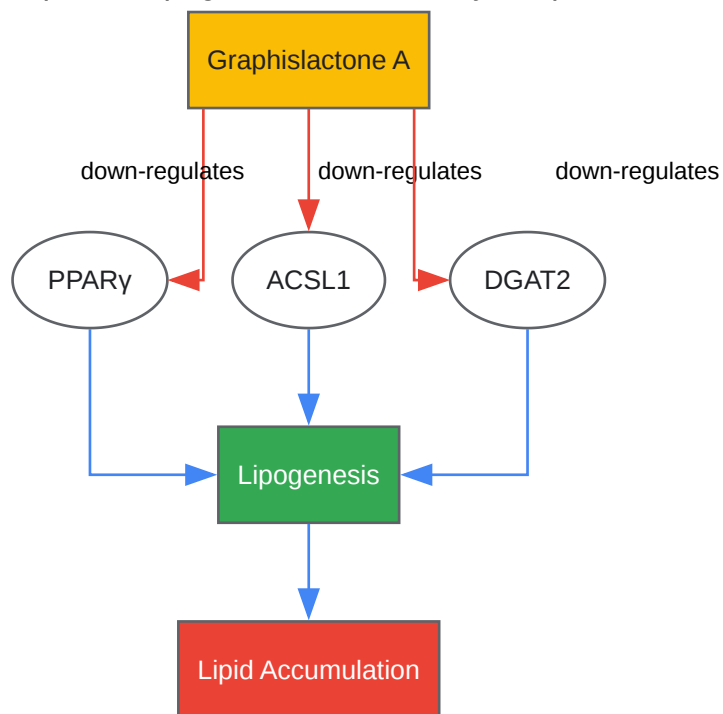 Graphislactone A
down-regulates down-regulates down-regulates
PPARγ ACSL1 DGAT2
Lipogenesis
Lipid Accumulation